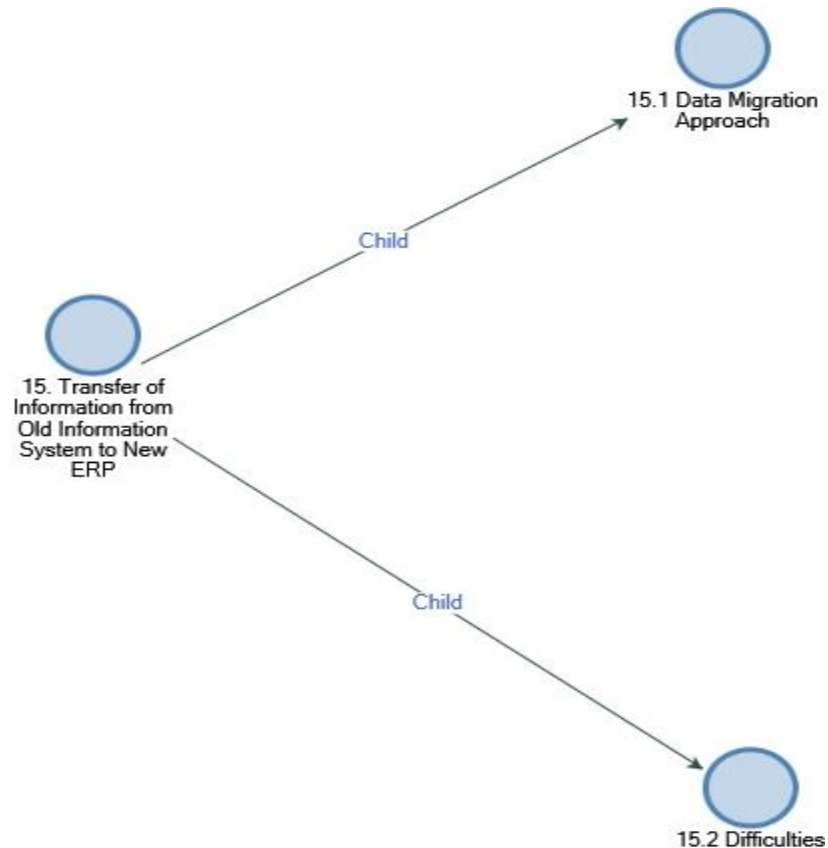 15.1 Data Migration
Approach
Child
15. Transfer of
Information from
Old Information
System to New
ERP
Child
15.2 Difficulties